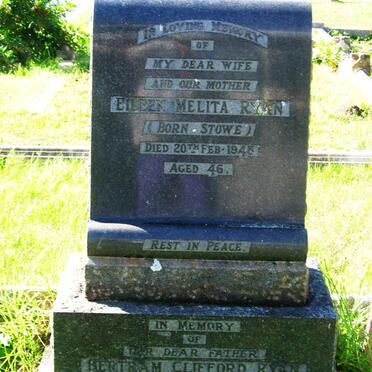 IN LOVING MEMORY
OF
MY DEAR WIFE
AND OUR MOTHER
EILEEN MELITA RYAN
(BORN STOWE)
DIED 20TH FEB. 1948
AGED 46.
REST IN PEACE.
IN MEMORY
OF
OUR DEAR FATHER
BERTRAM CLIFFORD RYAN